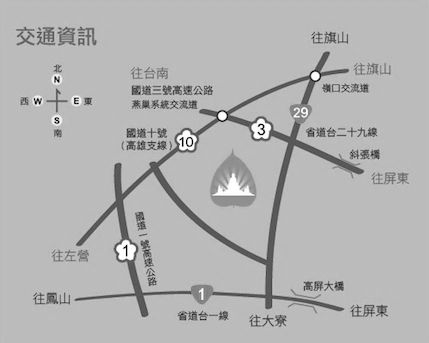 交通資訊
往旗山
往旗山
往台南
國道三號高速公路
燕巢系統交流道
嶺口交流道
北
N
西 W E 東
S
南
29
國道十號
(高雄支線)
10
3
省道台二十九線
斜張橋
往屏東
往左營
1
國道一號高速公路
高屏大橋
往鳳山
1
省道台一線
往大寮
往屏東